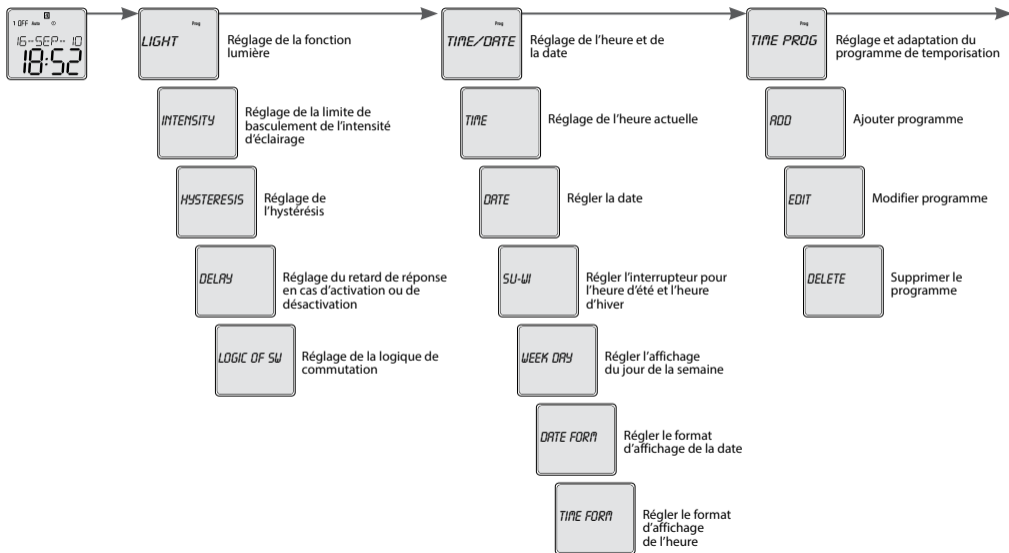 1 OFF Auto
16-SEP-10
18:52
Prog
LIGHT
Réglage de la fonction
lumière
INTENSITY
Réglage de la limite de
basculement de l'intensité
d'éclairage
HYSTERESIS
Réglage de
l'hystérésis
DELAY
Réglage du retard de réponse
en cas d'activation ou de
désactivation
LOGIC OF SW
Réglage de la logique de
commutation
Prog
TIME/DATE
Réglage de l'heure et de
la date
TIME
Réglage de l'heure actuelle
DATE
Régler la date
SU-WI
Régler l'interrupteur pour
l'heure d'été et l'heure
d'hiver
WEEK DAY
Régler l'affichage
du jour de la semaine
DATE FORM
Régler le format
d'affichage de la date
TIME FORM
Régler le format
d'affichage
de l'heure
Prog
TIME PROG
Réglage et adaptation du
programme de temporisation
ADD
Ajouter programme
EDIT
Modifier programme
DELETE
Supprimer le
programme